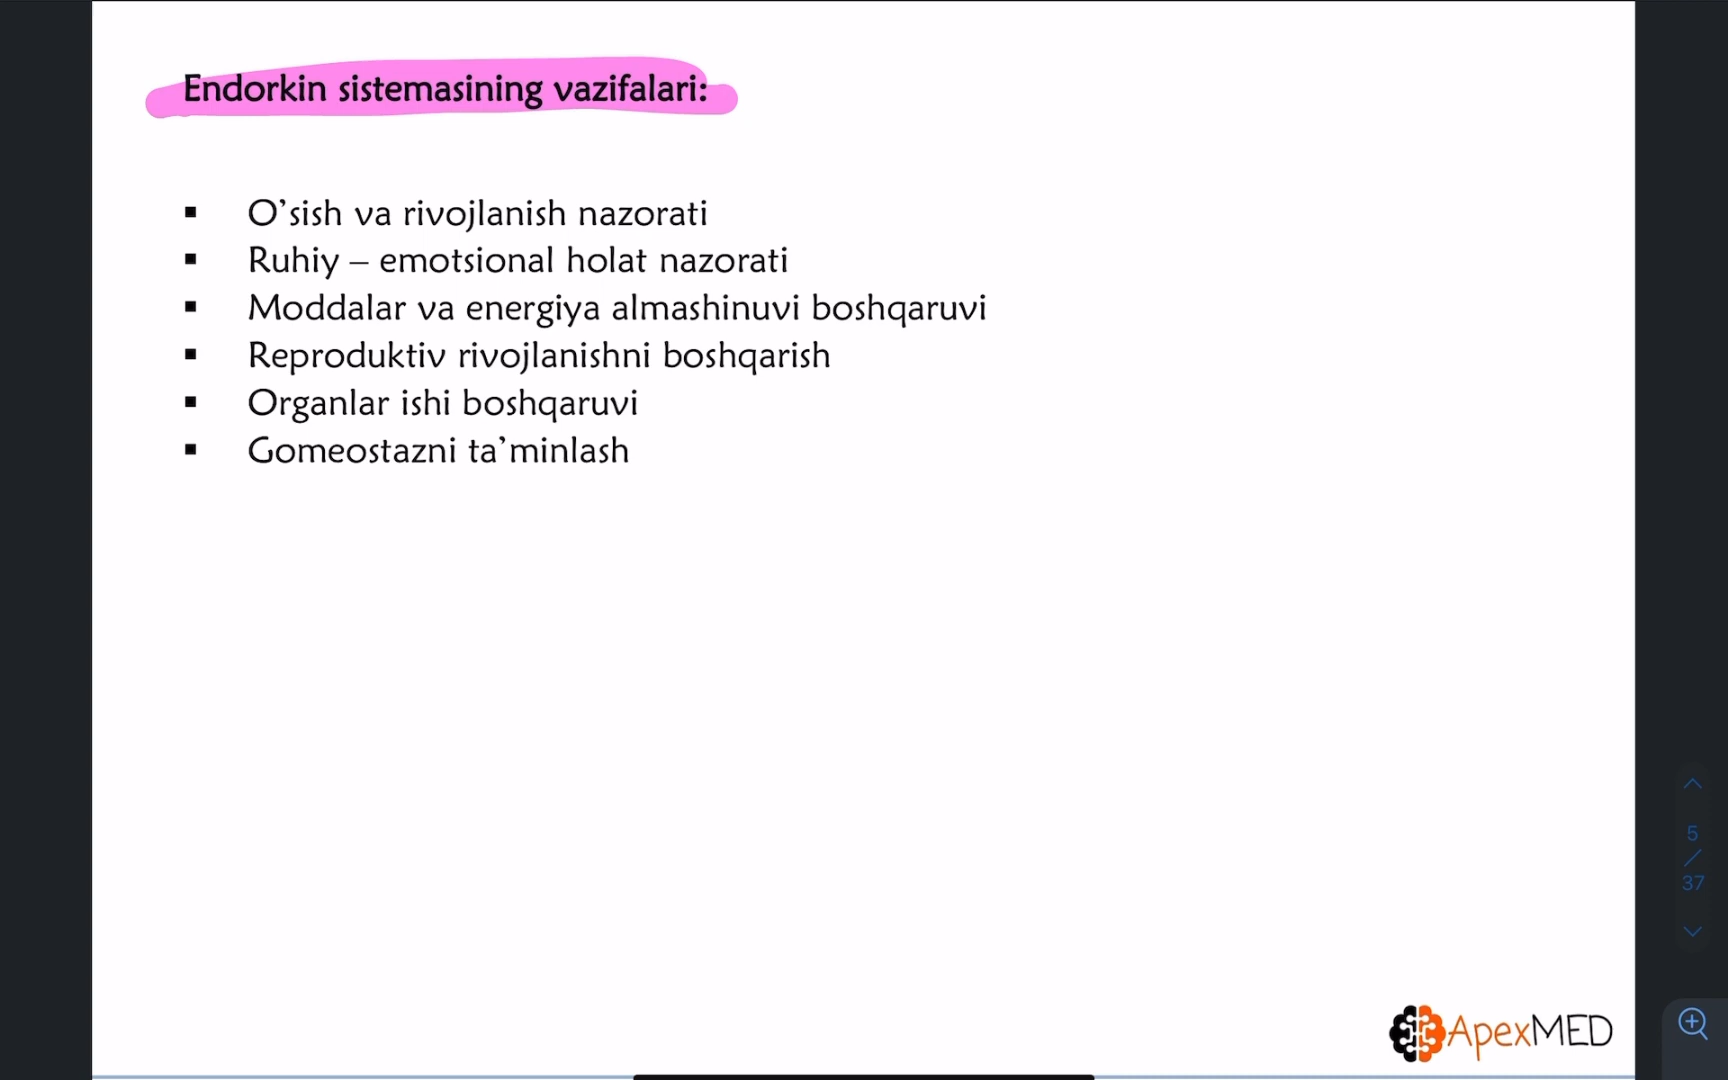 Endorkin sistemasining vazifalari:
▪ O’sish va rivojlanish nazorati
▪ Ruhiy – emotsional holat nazorati
▪ Moddalar va energiya almashinuvi boshqaruvi
▪ Reproduktiv rivojlanishni boshqarish
▪ Organlar ishi boshqaruvi
▪ Gomeostazni ta’minlash
5
/
37
ApexMED